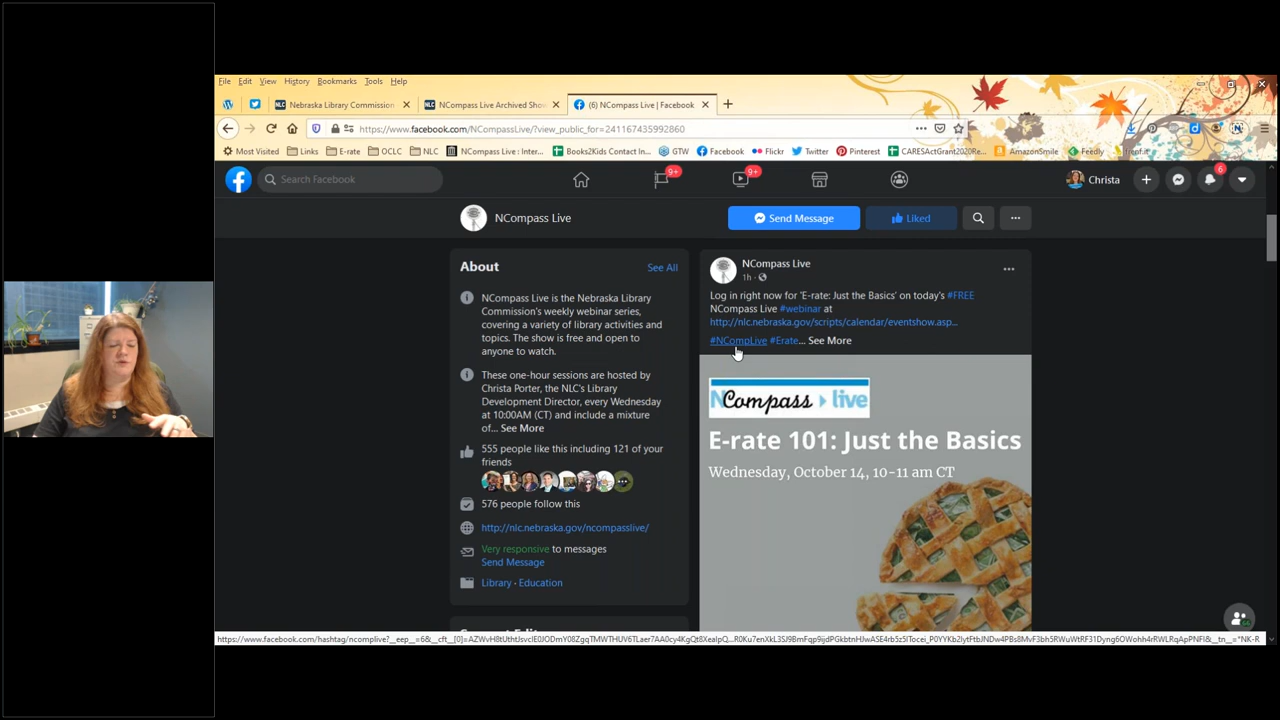 File Edit View History Bookmarks Tools Help
Nebraska Library Commission × NCompass Live Archived Sho × (6) NCompass Live | Facebook × +
https://www.facebook.com/NCompassLive/?view_public_for=241167435992860
Most Visited Links E-rate OCLC NLC NCompass Live : Inter... Books2Kids Contact In... GTW Facebook Flickr Twitter Pinterest CARESActGrant2020Re... AmazonSmile Feedly
Search Facebook 9+ 9+ Christa 6
NCompass Live Send Message Liked
About See All
NCompass Live is the Nebraska Library
Commission's weekly webinar series,
covering a variety of library activities and
topics. The show is free and open to
anyone to watch.
These one-hour sessions are hosted by
Christa Porter, the NLC's Library
Development Director, every Wednesday
at 10:00AM (CT) and include a mixture
of... See More
555 people like this including 121 of your
friends
576 people follow this
http://nlc.nebraska.gov/ncompasslive/
Very responsive to messages
Send Message
Library · Education
NCompass Live
1h ·
Log in right now for 'E-rate: Just the Basics' on today's #FREE
NCompass Live #webinar at
http://nlc.nebraska.gov/scripts/calendar/eventshow.asp...
#NCompLive #Erate... See More
NCompass live
E-rate 101: Just the Basics
Wednesday, October 14, 10-11 am CT